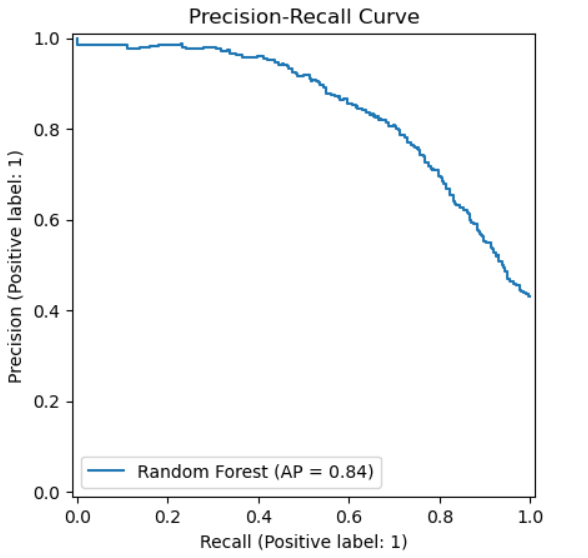 Precision-Recall Curve
1.0
0.8
0.6
0.4
0.2
0.0
Precision (Positive label: 1)
Random Forest (AP = 0.84)
0.0 0.2 0.4 0.6 0.8 1.0
Recall (Positive label: 1)